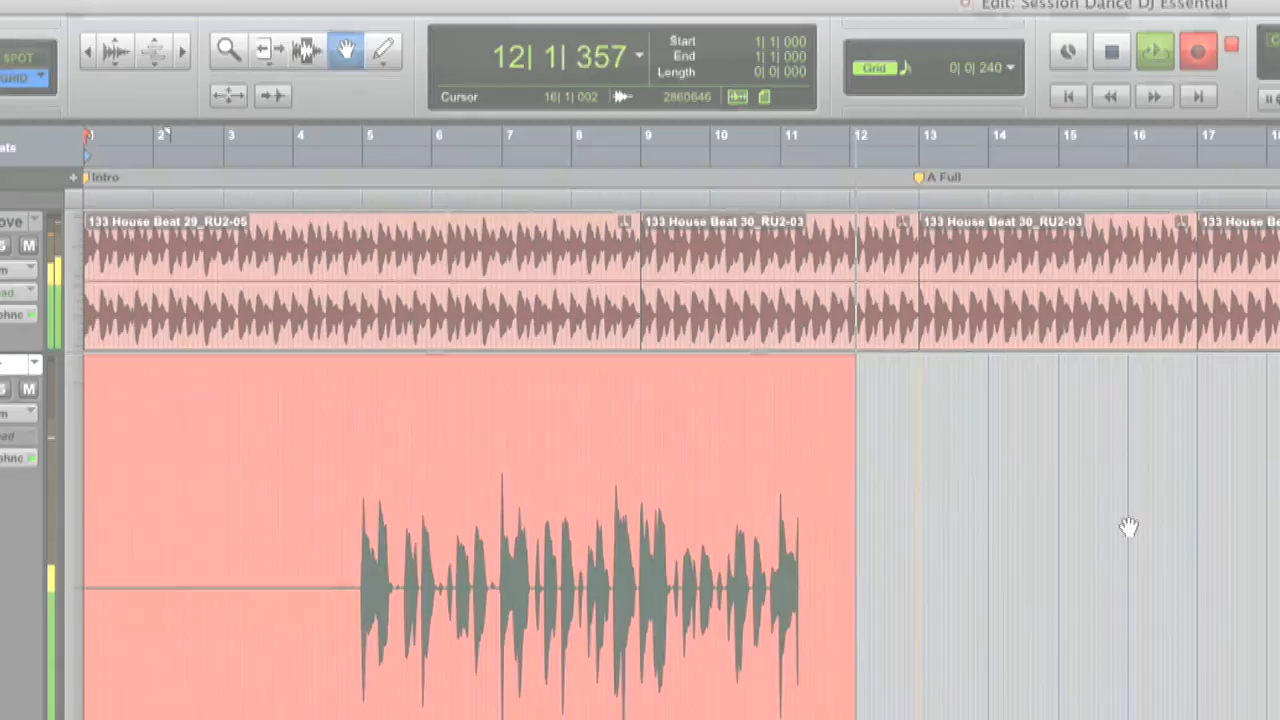 Edit: Session Dance DJ Essential
SPOT
GRID
12| 1| 357
Start 1| 1| 000
End 1| 1| 000
Length 0| 0| 000
Cursor 16| 1| 002 2860646
Grid 0| 0| 240
1 2 3 4 5 6 7 8 9 10 11 12 13 14 15 16 17
Intro A Full
133 House Beat 29_RU2-05 133 House Beat 30_RU2-03 133 House Beat 30_RU2-03 133 House Be
S M
S M